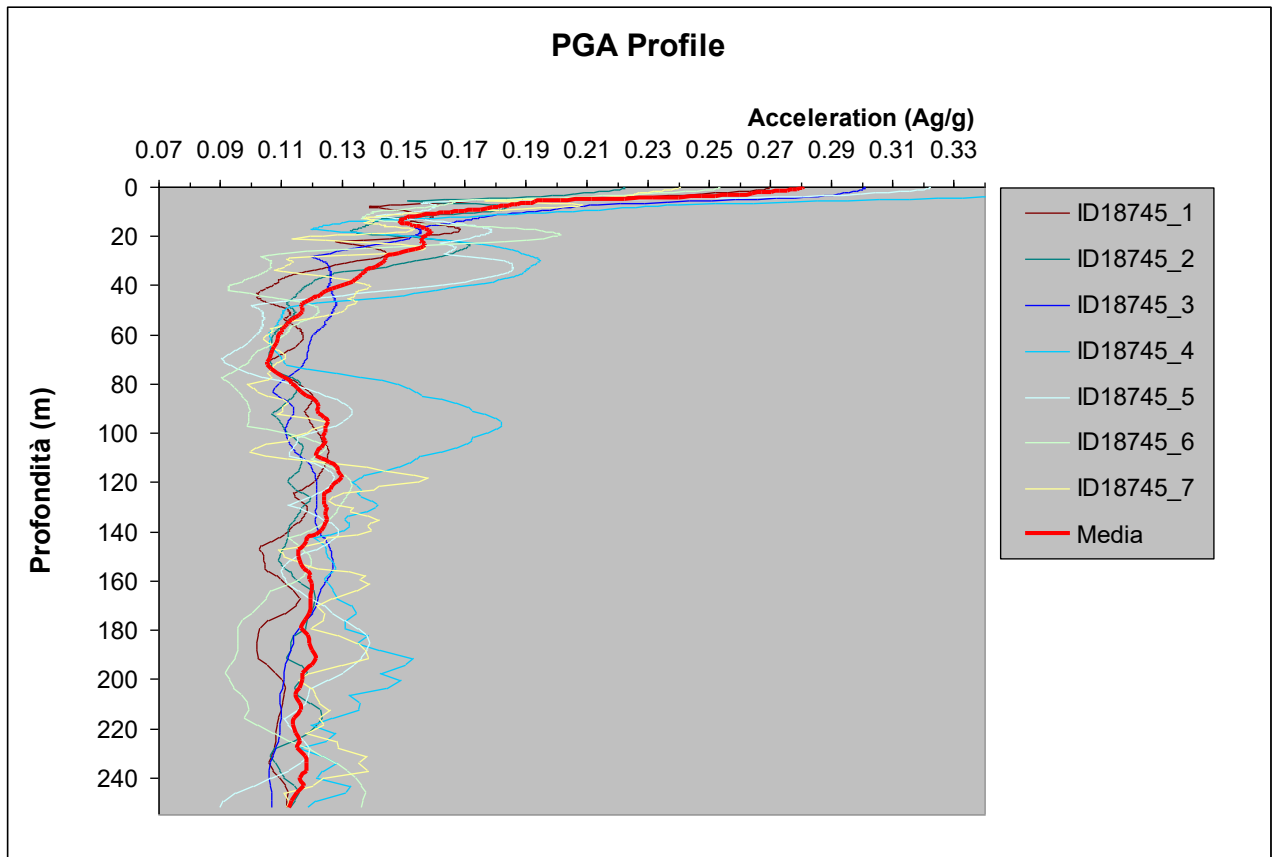 PGA Profile
Acceleration (Ag/g)
0.07 0.09 0.11 0.13 0.15 0.17 0.19 0.21 0.23 0.25 0.27 0.29 0.31 0.33
0
20
40
60
80
100
120
140
160
180
200
220
240
Profondità (m)
ID18745_1
ID18745_2
ID18745_3
ID18745_4
ID18745_5
ID18745_6
ID18745_7
Media